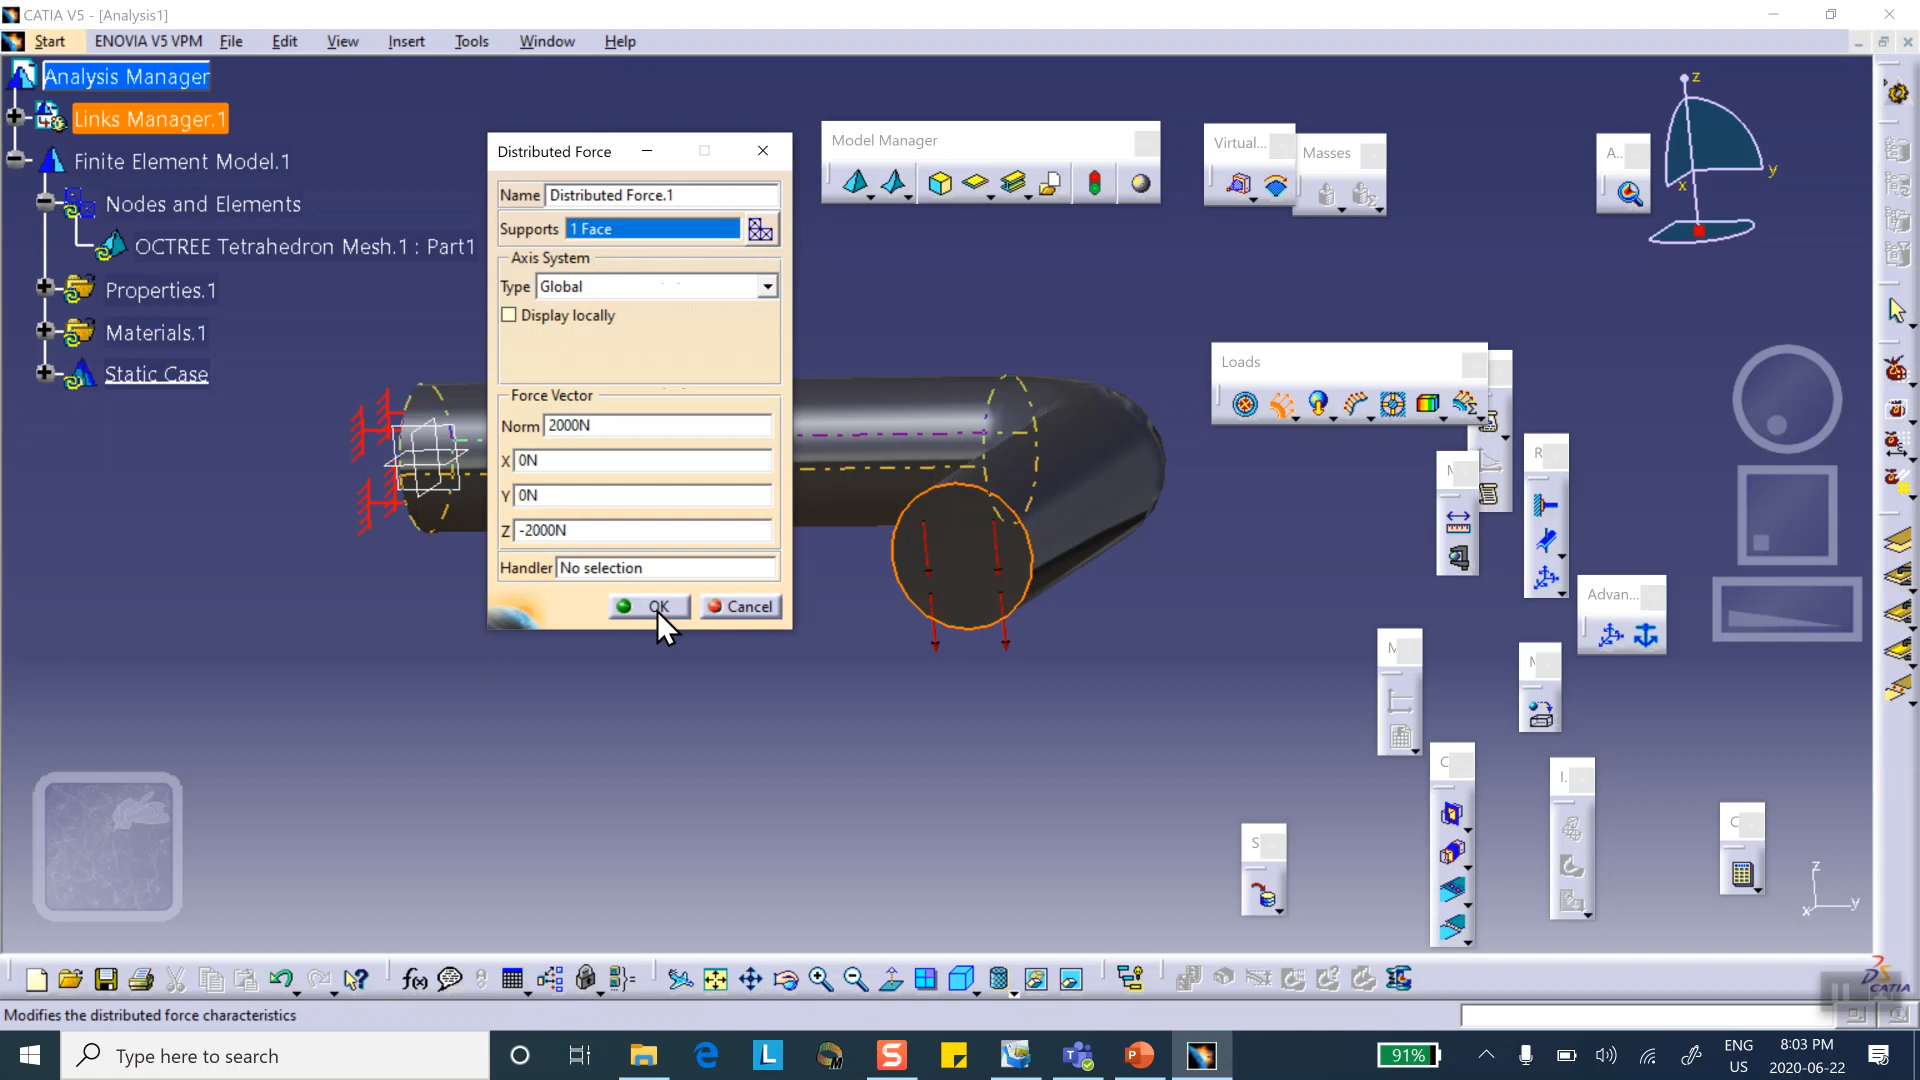 CATIA V5 - [Analysis1]
Start ENOVIA V5 VPM File Edit View Insert Tools Window Help
Analysis Manager
Links Manager.1
Finite Element Model.1
Nodes and Elements
OCTREE Tetrahedron Mesh.1 : Part1
Properties.1
Materials.1
Static Case
Distributed Force
Name Distributed Force.1
Supports 1 Face
Axis System
Type Global
Display locally
Force Vector
Norm 2000N
X 0N
Y 0N
Z -2000N
Handler No selection
OK Cancel
Model Manager
Virtual...
Masses
A..
z
y
x
Loads
R
M
Advan...
C
I.
S
C
z
x y
f(x)
CATIA
Modifies the distributed force characteristics
Type here to search
91%
ENG
US
8:03 PM
2020-06-22